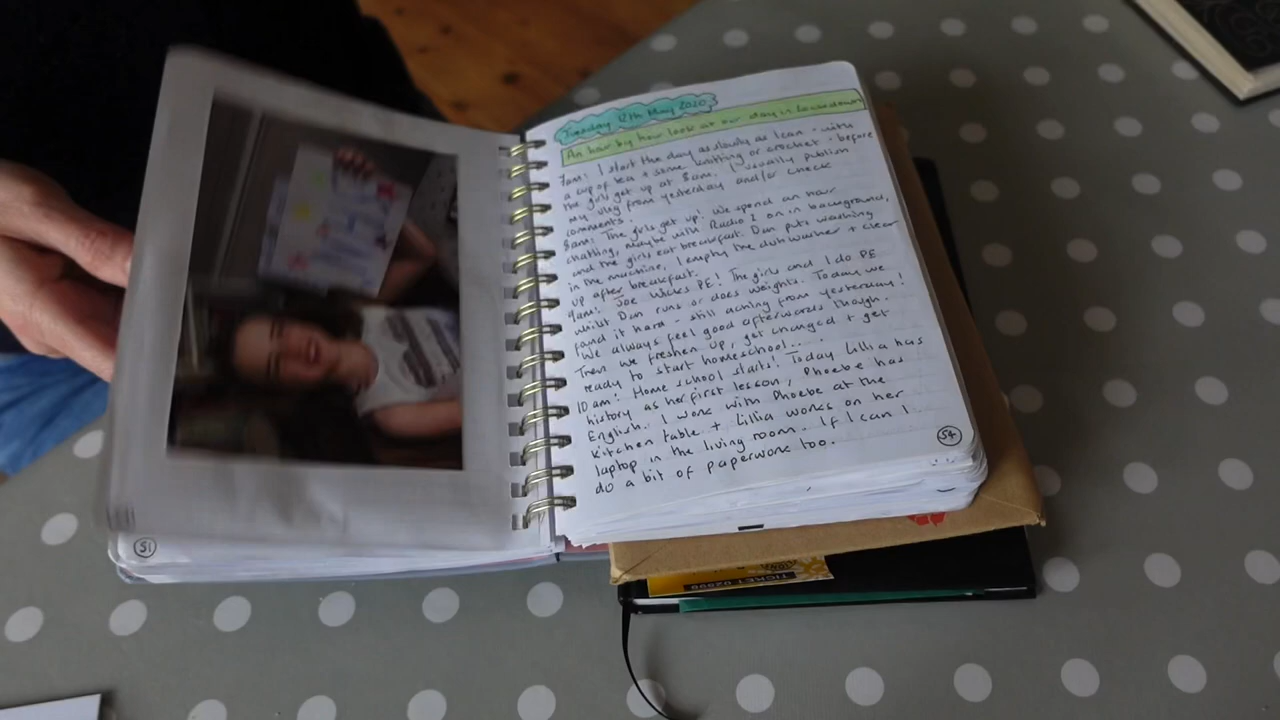 Tuesday 12th May 2020
An hour by hour look at our day in lockdown
7am: I start the day as slowly as I can - with
a cup of tea + some knitting or crochet - before
the girls get up at 8am. I usually publish
my vlog from yesterday and/or check
comments.
8am: The girls get up! We spend an hour
chatting, maybe with Radio 2 on in background,
and the girls eat breakfast. Dan puts washing
in the machine, I empty the dishwasher + clear
up after breakfast.
9am: Joe Wicks PE! The girls and I do PE
whilst Dan runs or does weights. Today we
found it hard - still aching from yesterday!
We always feel good afterwards though.
Then we freshen up, get changed + get
ready to start homeschool...
10am: Home school starts! Today Lillia has
history as her first lesson, Phoebe has
English. I work with Phoebe at the
kitchen table + Lillia works on her
laptop in the living room. If I can I
do a bit of paperwork too.
54
51
TICKET 02000